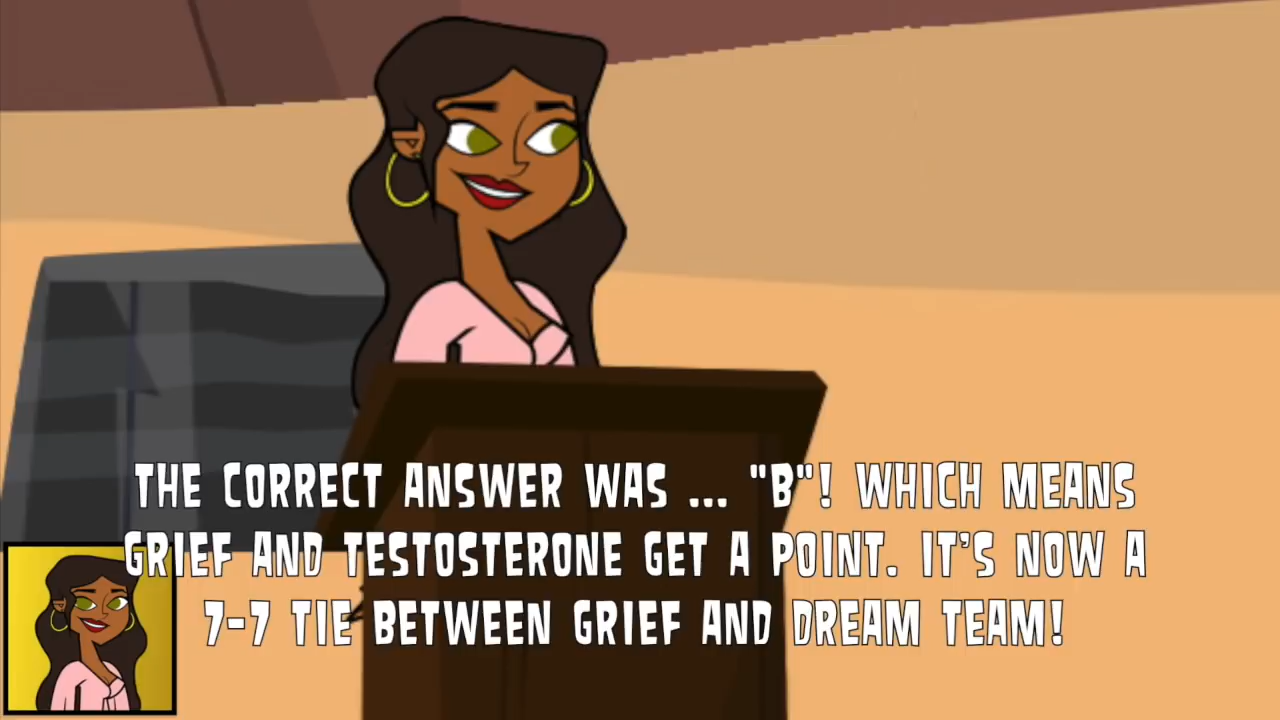 THE CORRECT ANSWER WAS ... "B"! WHICH MEANS
GRIEF AND TESTOSTERONE GET A POINT. IT'S NOW A
7-7 TIE BETWEEN GRIEF AND DREAM TEAM!